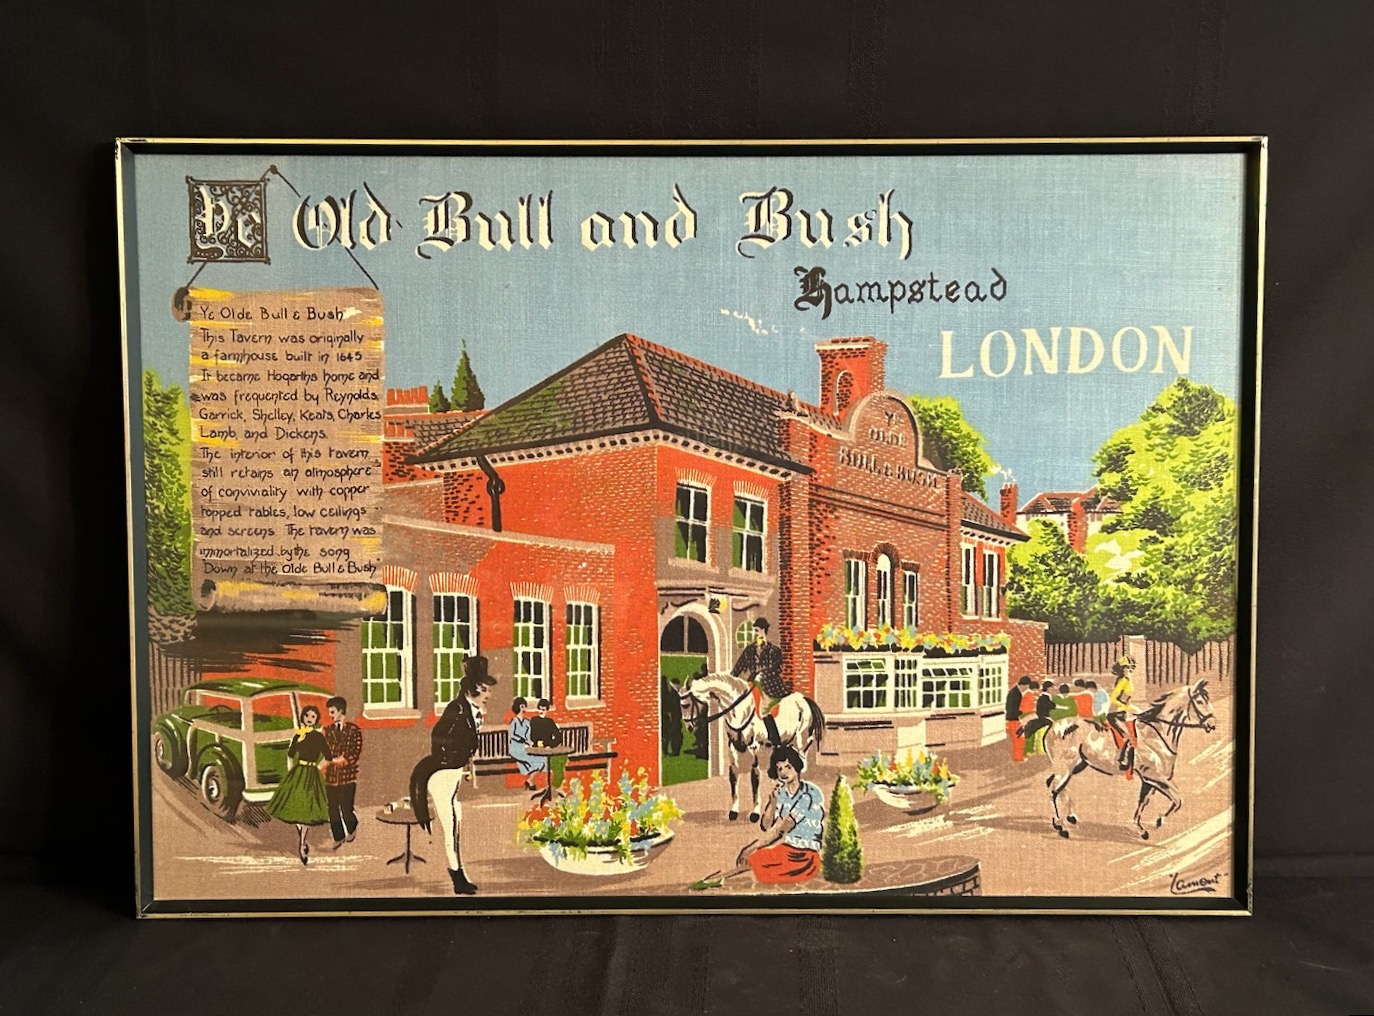 Ye Old Bull and Bush
Hampstead
LONDON
Ye Olde Bull & Bush
This Tavern was originally
a farmhouse built in 1645
It became Hogarths home and
was frequented by Reynolds,
Garrick, Shelley, Keats, Charles
Lamb, and Dickens.
The interior of this tavern
still retains an atmosphere
of conviviality with copper
topped tables, low ceilings
and screens The tavern was
immortalized by the song
"Down at the Olde Bull & Bush"
YE
OLDE
BULL & BUSH
Lamont